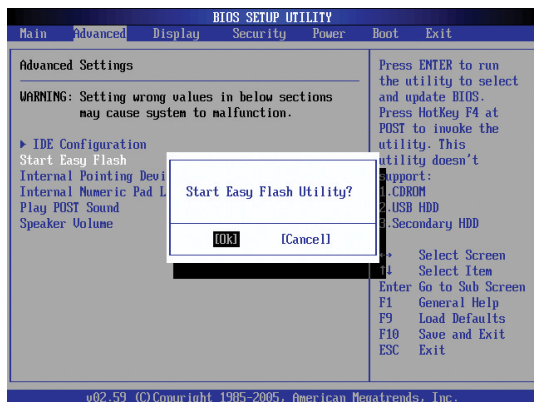 BIOS SETUP UTILITY
Main Advanced Display Security Power Boot Exit
Advanced Settings
WARNING: Setting wrong values in below sections
may cause system to malfunction.
IDE Configuration
Start Easy Flash
Internal Pointing Devi
Internal Numeric Pad L
Play POST Sound
Speaker Volume
Start Easy Flash Utility?
[Ok] [Cancel]
Press ENTER to run
the utility to select
and update BIOS.
Press HotKey F4 at
POST to invoke the
utility. This
utility doesn't
support:
1.CDROM
2.USB HDD
3.Secondary HDD
↔ Select Screen
↑↓ Select Item
Enter Go to Sub Screen
F1 General Help
F9 Load Defaults
F10 Save and Exit
ESC Exit
v02.59 (C)Copyright 1985-2005, American Megatrends, Inc.